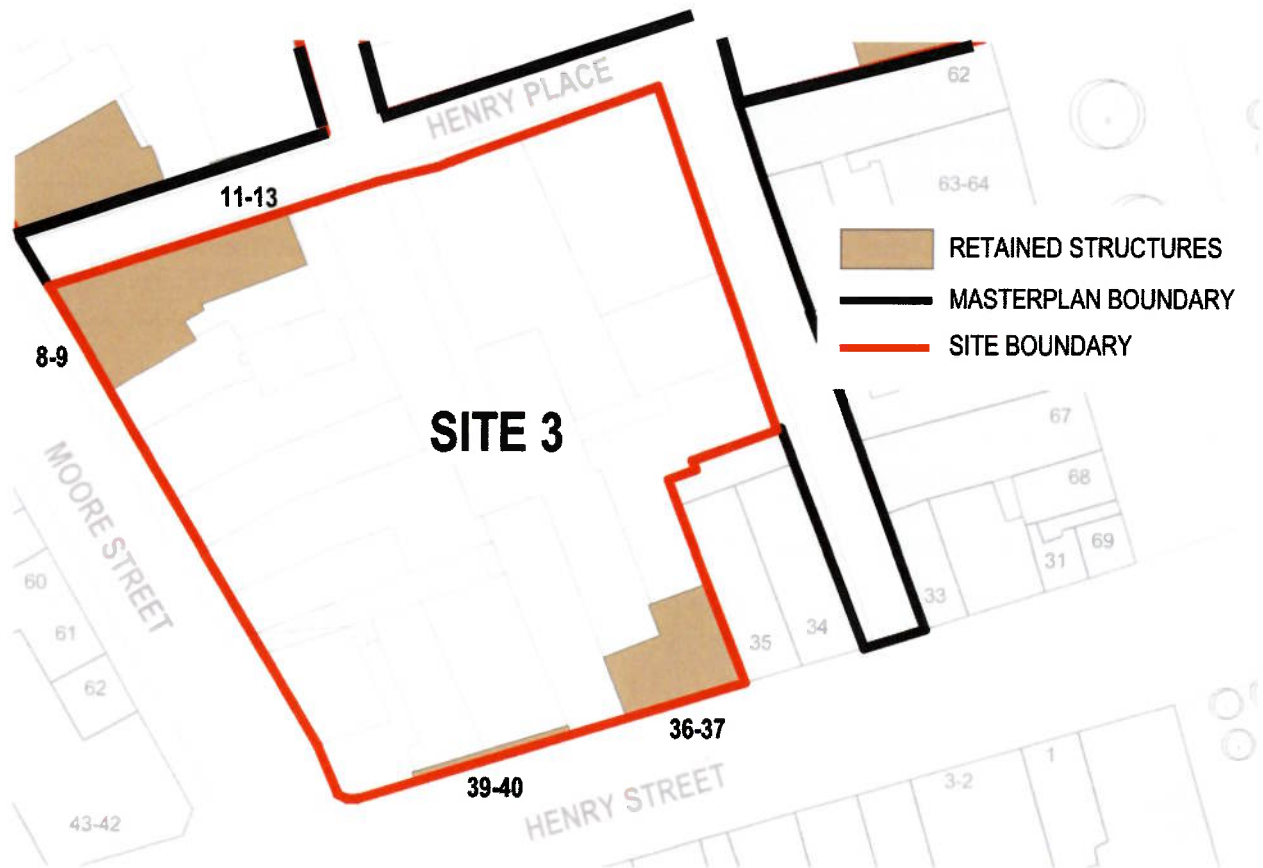 HENRY PLACE
62
11-13
63-64
RETAINED STRUCTURES
MASTERPLAN BOUNDARY
SITE BOUNDARY
8-9
SITE 3
67
MOORE STREET
68
69
31
60
33
61
34
35
62
36-37
1
39-40
3-2
HENRY STREET
43-42